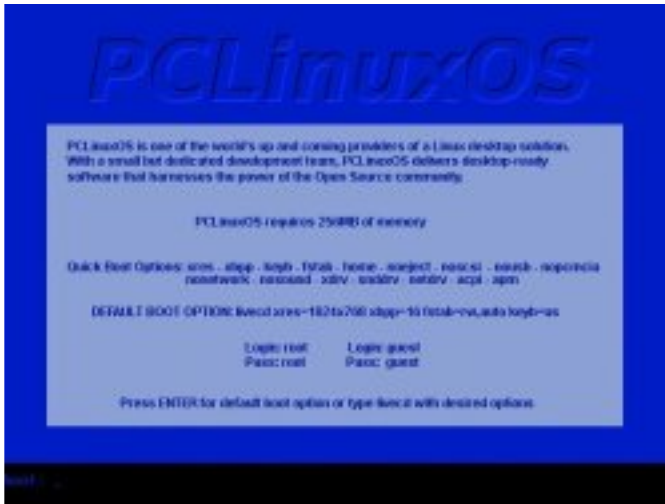 PCLinuxOS
PCLinuxOS is one of the world's up and coming providers of a Linux desktop solution.
With a small but dedicated development team, PCLinuxOS delivers desktop-ready
software that harnesses the power of the Open Source community.
PCLinuxOS requires 256MB of memory
Quick Boot Options: xres - xbpp - keyb - fstab - home - noeject - noscsi - nousb - nopcmcia
nonetwork - nosound - xdrv - snddrv - netdrv - acpi - apm
DEFAULT BOOT OPTION: livecd xres=1024x768 xbpp=16 fstab=rw,auto keyb=us
Login: root Login: guest
Pass: root Pass: guest
Press ENTER for default boot option or type livecd with desired options
boot: _